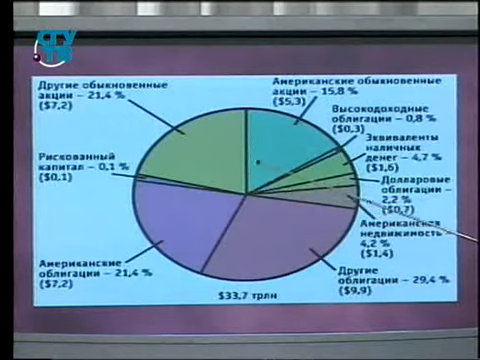 СГУ
ТВ
Другие обыкновенные
акции – 21,4 %
($7,2)
Американские обыкновенные
акции – 15,8 %
($5,3)
Высокодоходные
облигации – 0,8 %
($0,3)
Эквиваленты
наличных
денег – 4,7 %
($1,6)
Долларовые
облигации –
2,2 %
($0,7)
Американская
недвижимость
4,2 %
($1,4)
Рискованный
капитал – 0,1 %
($0,1)
Американские
облигации – 21,4 %
($7,2)
Другие
облигации – 29,4 %
($9,9)
$33,7 трлн